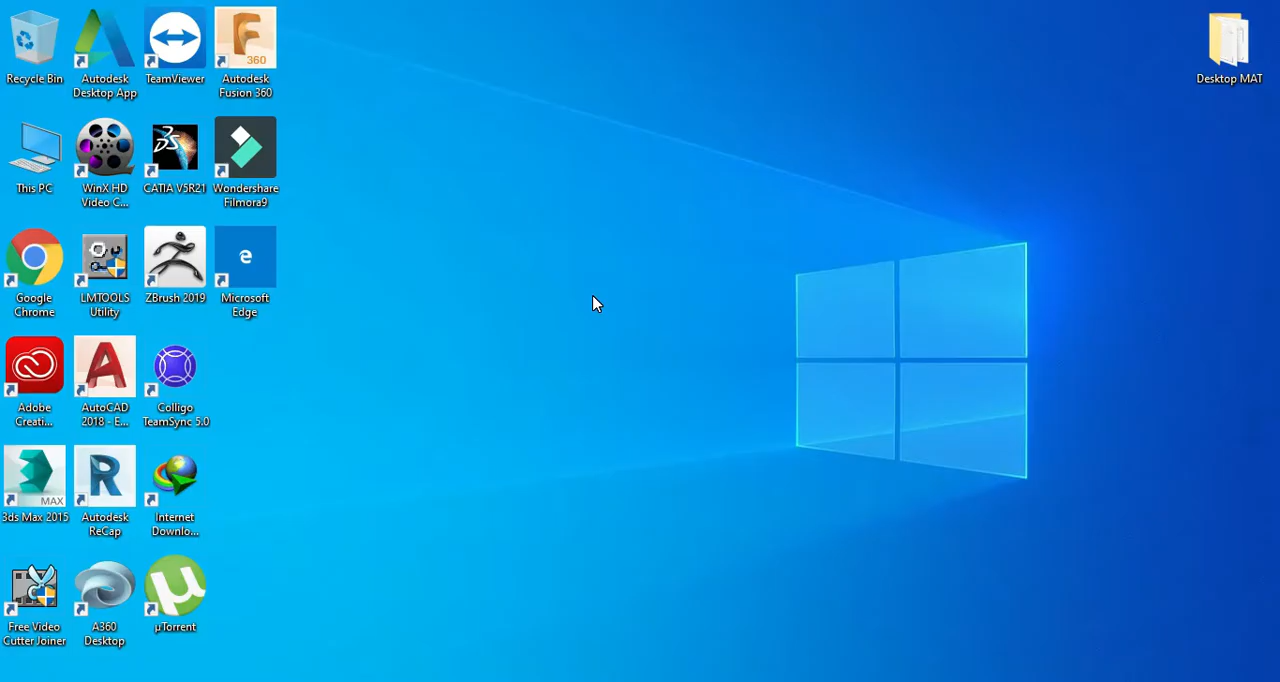 Recycle Bin
Autodesk
Desktop App
TeamViewer
360
Autodesk
Fusion 360
Desktop MAT
This PC
WinX HD
Video C...
CATIA V5R21
Wondershare
Filmora9
Google
Chrome
LMTOOLS
Utility
ZBrush 2019
Microsoft
Edge
Adobe
Creati...
AutoCAD
2018 - E...
Colligo
TeamSync 5.0
MAX
3ds Max 2015
Autodesk
ReCap
Internet
Downlo...
Free Video
Cutter Joiner
A360
Desktop
µTorrent